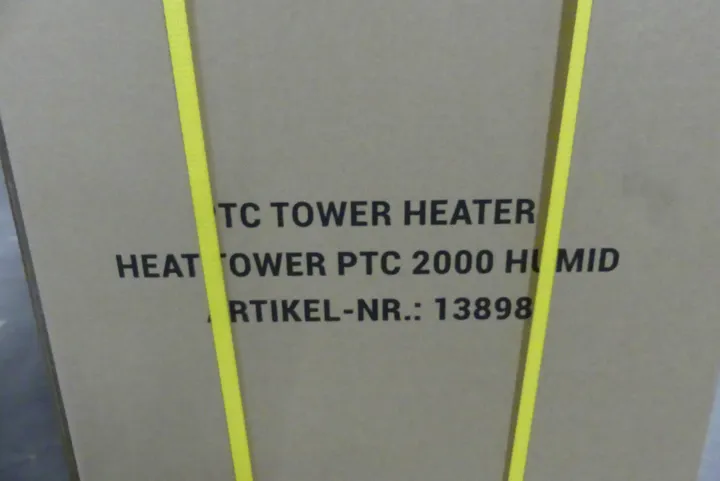 PTC TOWER HEATER
HEAT TOWER PTC 2000 HUMID
ARTIKEL-NR.: 13898